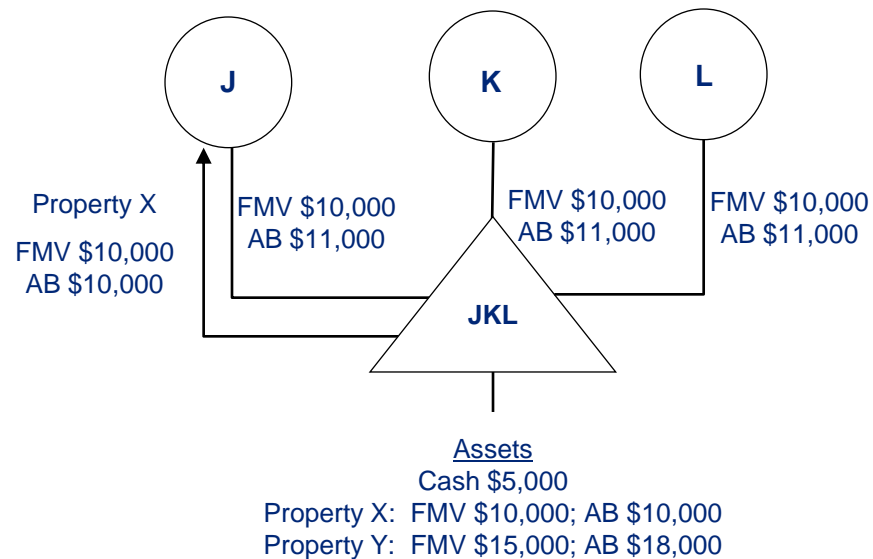 J
K
L
Property X
FMV $10,000
AB $10,000
FMV $10,000
AB $11,000
FMV $10,000
AB $11,000
FMV $10,000
AB $11,000
JKL
Assets
Cash $5,000
Property X: FMV $10,000; AB $10,000
Property Y: FMV $15,000; AB $18,000